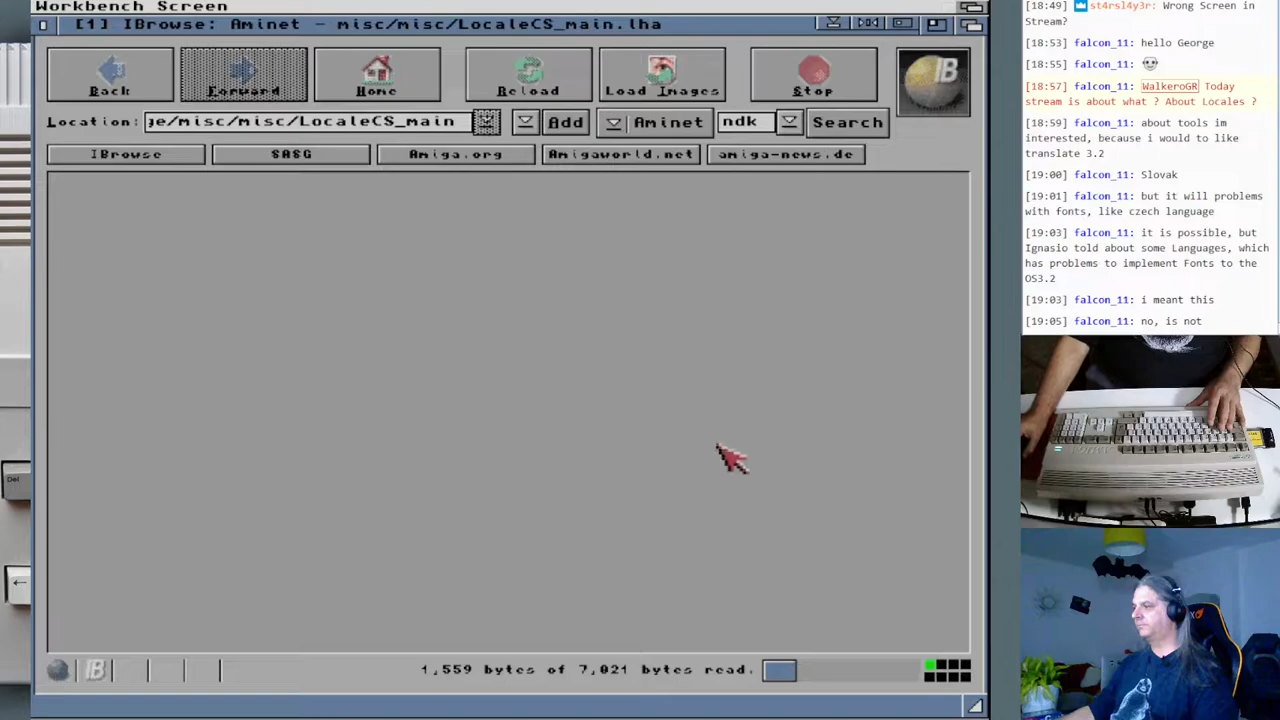 Workbench Screen
[1] IBrowse: Aminet - misc/misc/LocaleCS_main.lha
Back
Forward
Home
Reload
Load Images
Stop
IB
Location: ge/misc/misc/LocaleCS_main
Add
Aminet
ndk
Search
IBrowse
SASG
Amiga.org
Amigaworld.net
amiga-news.de
1,559 bytes of 7,021 bytes read.
[18:49] st4rsl4y3r: Wrong Screen in
Stream?
[18:53] falcon_11: hello George
[18:55] falcon_11:
[18:57] falcon_11: WalkeroGR Today
stream is about what ? About Locales ?
[18:59] falcon_11: about tools im
interested, because i would to like
translate 3.2
[19:00] falcon_11: Slovak
[19:01] falcon_11: but it will problems
with fonts, like czech language
[19:03] falcon_11: it is possible, but
Ignasio told about some Languages, which
has problems to implement Fonts to the
OS3.2
[19:03] falcon_11: i meant this
[19:05] falcon_11: no, is not
Del